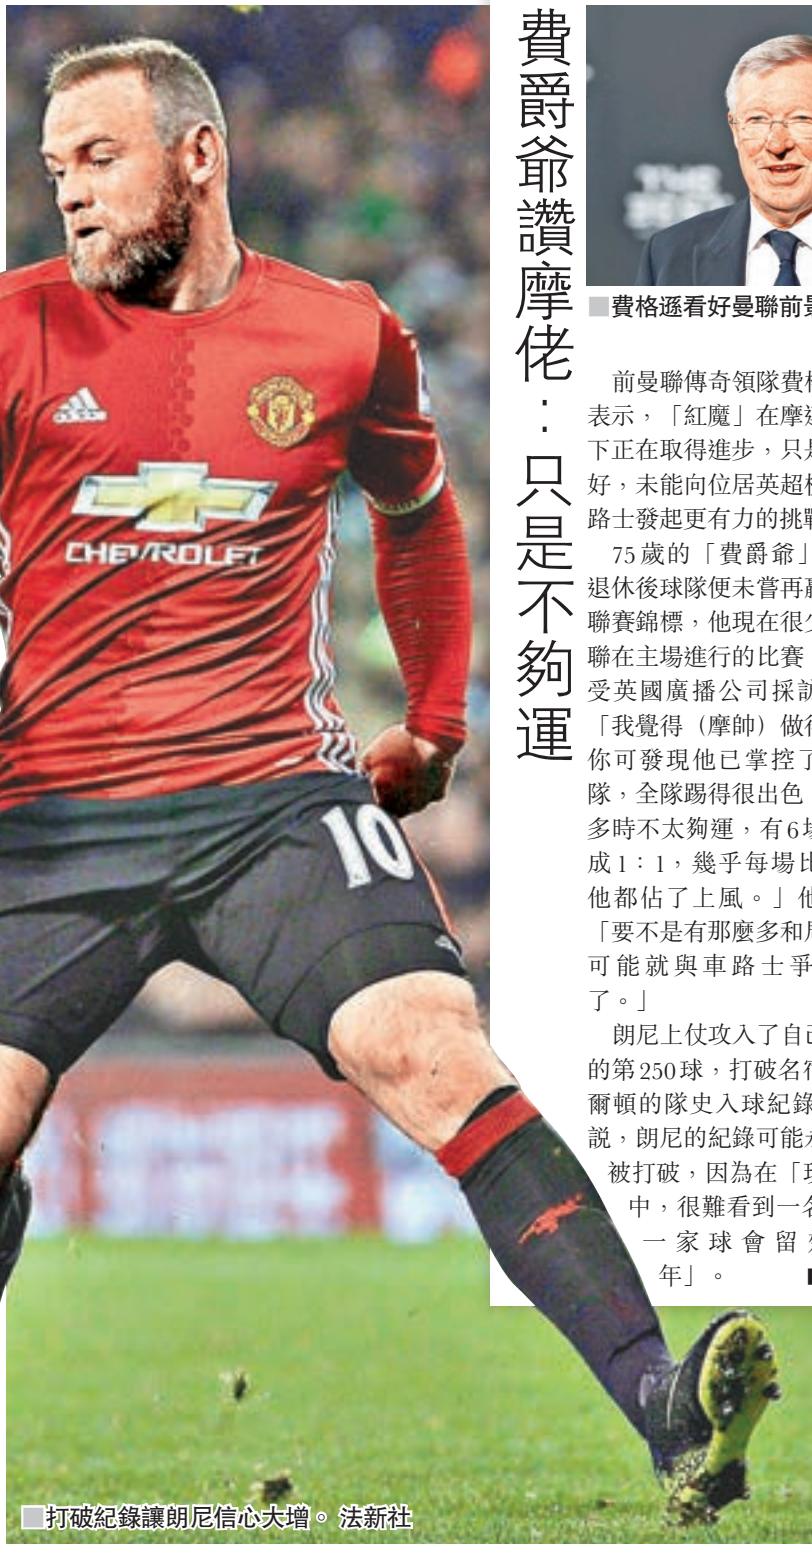 費爵爺讚摩佬：只是不夠運
■費格遜看好曼聯前
前曼聯傳奇領隊費
表示，「紅魔」在摩
下正在取得進步，只
好，未能向位居英超
路士發起更有力的挑
75歲的「費爵爺」
退休後球隊便未嘗再
聯賽錦標，他現在很
聯在主場進行的比賽
受英國廣播公司採訪
「我覺得（摩帥）做得
你可發現他已掌控了
隊，全隊踢得很出色
多時不太夠運，有6場
成1：1，幾乎每場比
他都佔了上風。」他
「要不是有那麼多和局
可能就與車路士爭
了。」
朗尼上仗攻入了自己
的第250球，打破名宿
爾頓的隊史入球紀錄
説，朗尼的紀錄可能
被打破，因為在「現
中，很難看到一名
一家球會留
年」。
CHEVROLET
10
■打破紀錄讓朗尼信心大增。 法新社